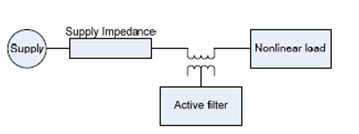 Supply Impedance
Supply
Nonlinear load
Active filter